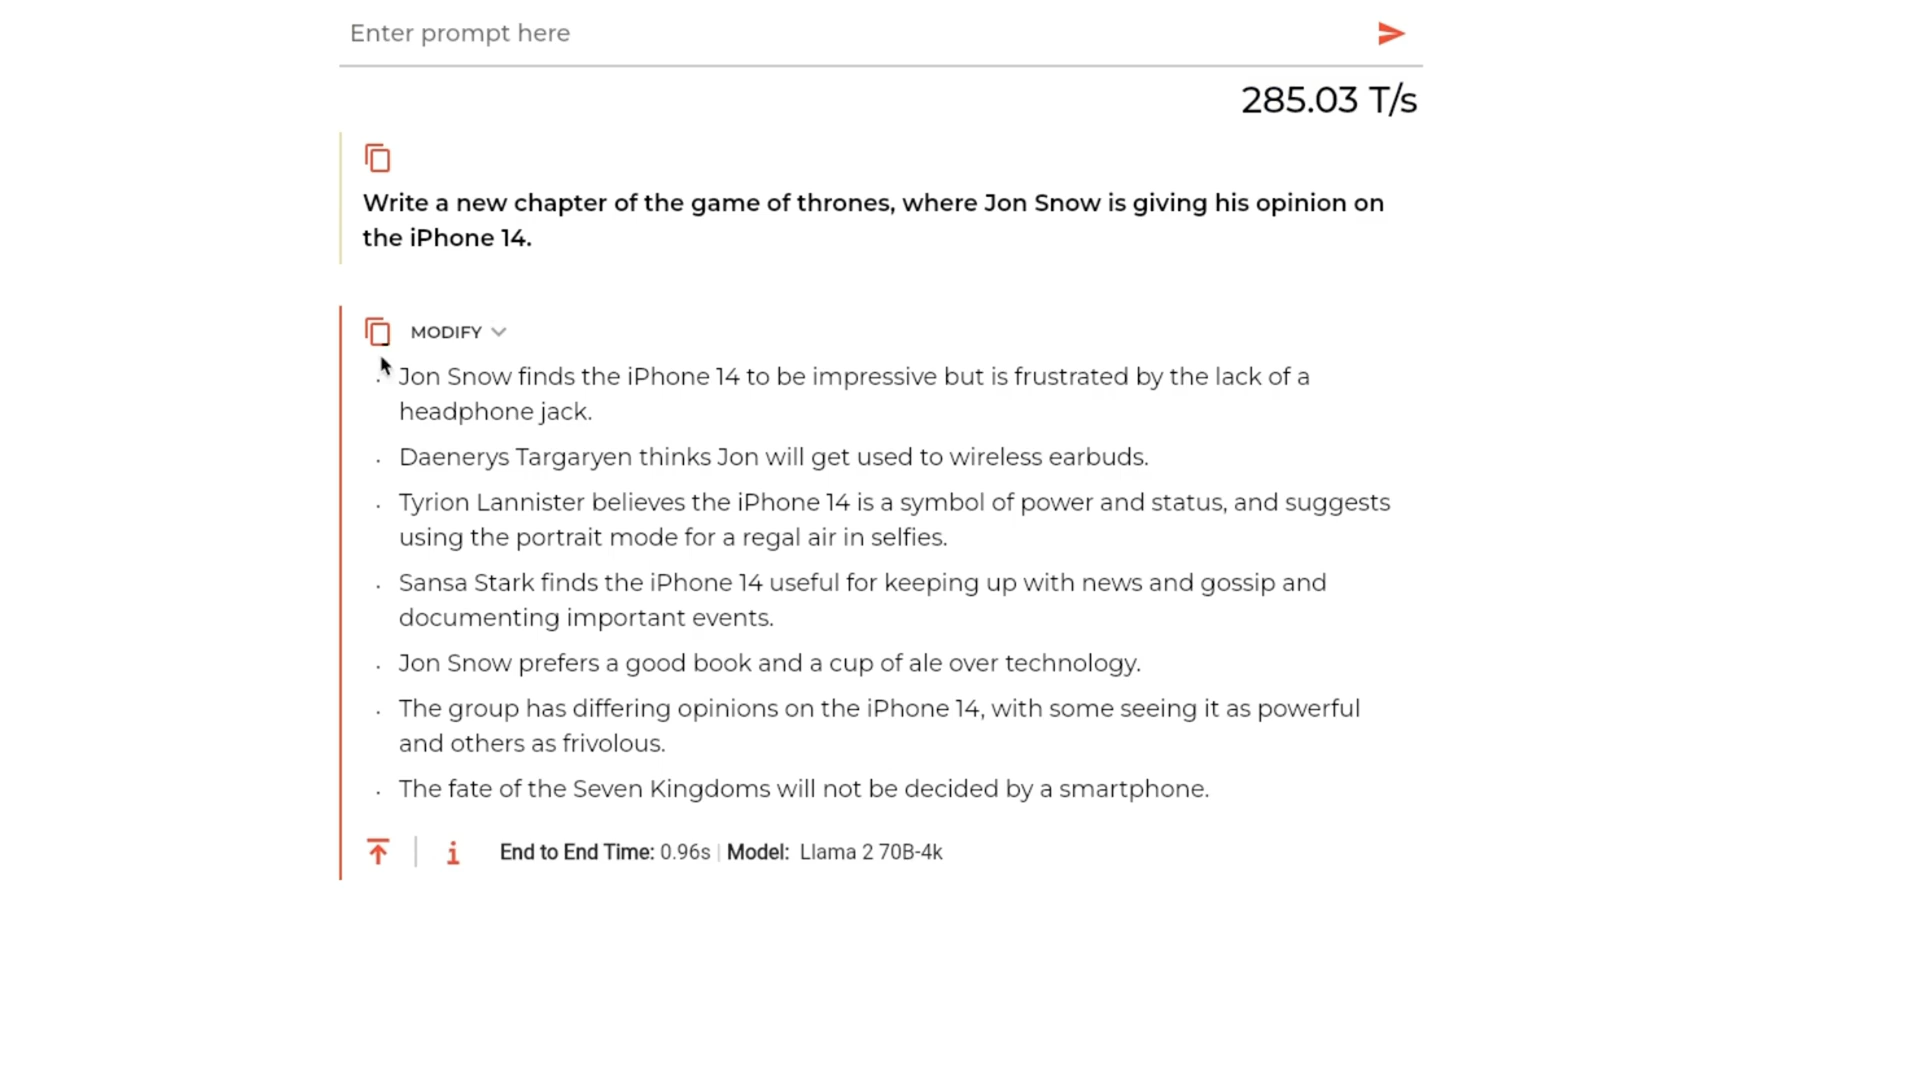 Enter prompt here
285.03 T/s
Write a new chapter of the game of thrones, where Jon Snow is giving his opinion on
the iPhone 14.
MODIFY
· Jon Snow finds the iPhone 14 to be impressive but is frustrated by the lack of a
headphone jack.
· Daenerys Targaryen thinks Jon will get used to wireless earbuds.
· Tyrion Lannister believes the iPhone 14 is a symbol of power and status, and suggests
using the portrait mode for a regal air in selfies.
· Sansa Stark finds the iPhone 14 useful for keeping up with news and gossip and
documenting important events.
· Jon Snow prefers a good book and a cup of ale over technology.
· The group has differing opinions on the iPhone 14, with some seeing it as powerful
and others as frivolous.
· The fate of the Seven Kingdoms will not be decided by a smartphone.
End to End Time: 0.96s | Model: Llama 2 70B-4k